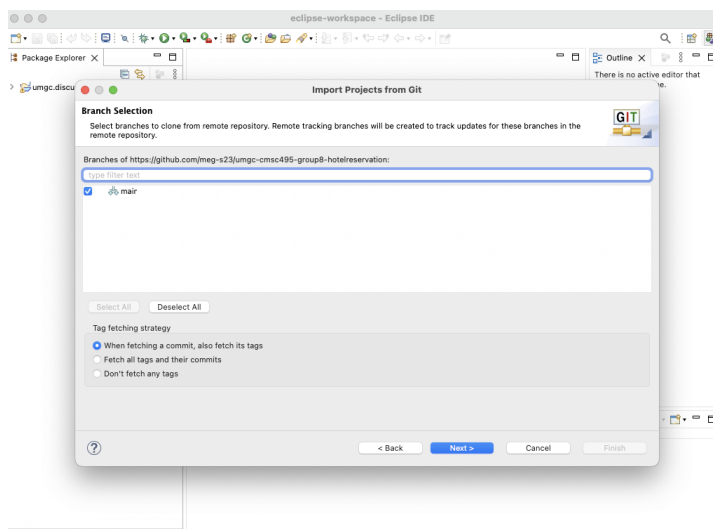 eclipse-workspace - Eclipse IDE
Package Explorer
Outline
umgc.discu
There is no active editor that
e.
Import Projects from Git
Branch Selection
Select branches to clone from remote repository. Remote tracking branches will be created to track updates for these branches in the
remote repository.
GIT
Branches of https://github.com/meg-s23/umgc-cmsc495-group8-hotelreservation:
type filter text
mair
Select All
Deselect All
Tag fetching strategy
When fetching a commit, also fetch its tags
Fetch all tags and their commits
Don't fetch any tags
?
< Back
Next >
Cancel
Finish